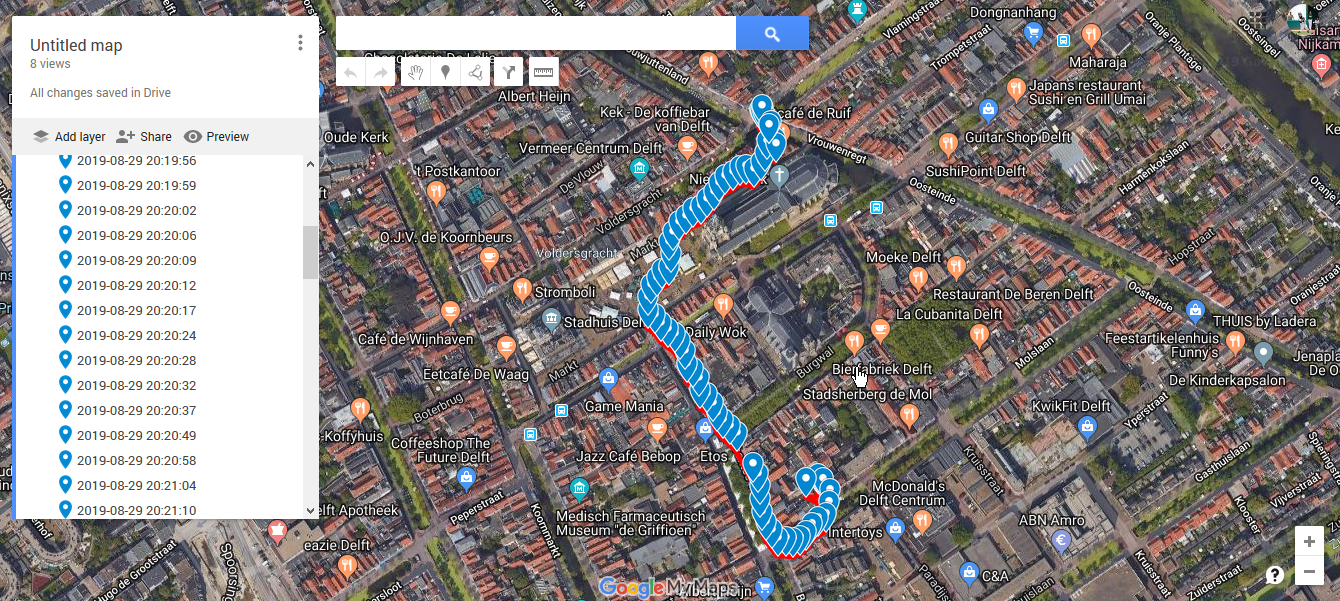 Untitled map
8 views
All changes saved in Drive
Add layer
Share
Preview
2019-08-29 20:19:56
2019-08-29 20:19:59
2019-08-29 20:20:02
2019-08-29 20:20:06
2019-08-29 20:20:09
2019-08-29 20:20:12
2019-08-29 20:20:17
2019-08-29 20:20:24
2019-08-29 20:20:28
2019-08-29 20:20:32
2019-08-29 20:20:37
2019-08-29 20:20:49
2019-08-29 20:20:58
2019-08-29 20:21:04
2019-08-29 20:21:10
Dongnanhang
Vlamingstraat
Trompetstraat
Oranje Plantage
Oostsingel
Nijkam
Maharaja
Albert Heijn
Japans restaurant
Sushi en Grill Umai
Kek - De koffiebar
van Delft
café de Ruif
Oude Kerk
Vermeer Centrum Delft
Vrouwenregt
Guitar Shop Delft
SushiPoint Delft
Harmenkokslaan
't Postkantoor
De Vlouw
Voldersgracht
Oosteinde
O.J.V. de Koornbeurs
Voldersgracht
Markt
Hopstraat
Moeke Delft
Stromboli
Restaurant De Beren Delft
Oosteinde
Oranjestraat
Stadhuis Del
Daily Wok
La Cubanita Delft
THUIS by Ladera
Café de Wijnhaven
Feestartikelenhuis
Funny's
Molslaan
Burgwal
Bierfabriek Delft
Eetcafé De Waag
Markt
De Kinderkapsalon
Stadsherberg de Mol
Boterbrug
Game Mania
KwikFit Delft
Yperstraat
s-Koffyhuis
Coffeeshop The
Future Delft
Jazz Café Bebop
Etos
Kruisstraat
Gasthuislaan
McDonald's
Delft Centrum
Vijverstraat
elft Apotheek
Peperstraat
Koornmarkt
Medisch Farmaceutisch
Museum "de Griffioen"
Intertoys
ABN Amro
Klooster
eazie Delft
Hugo de Grootstraat
C&A
Kruisstraat
Zuiderstraat
Google My Maps
Albert Heijn